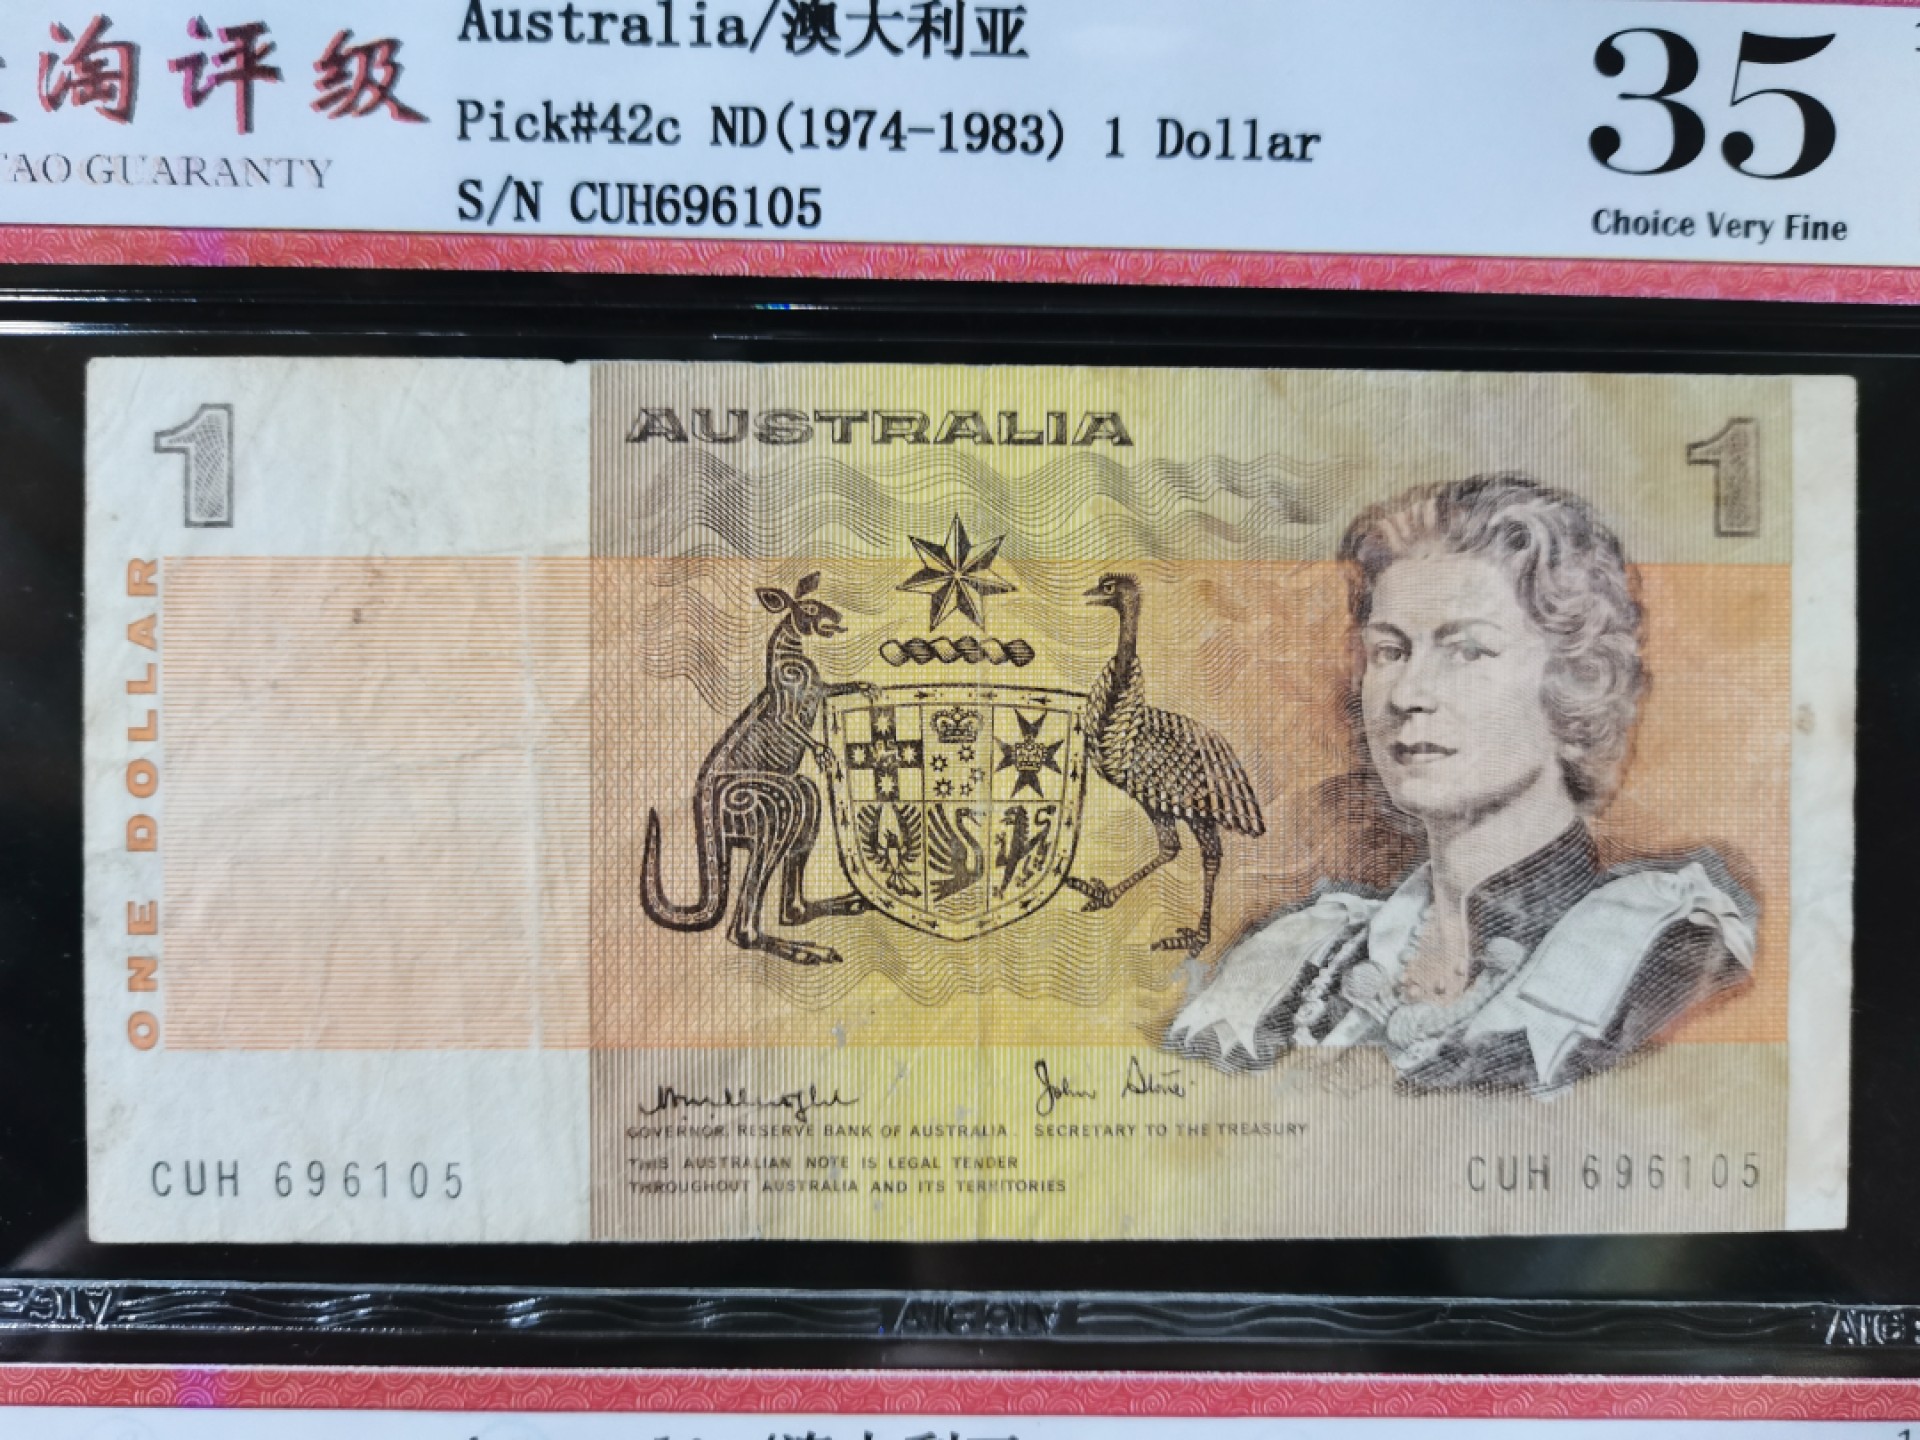 淘评级
TAO GUARANTY
Australia/澳大利亚
Pick#42c ND(1974-1983) 1 Dollar
S/N CUH696105
35
Choice Very Fine
1
AUSTRALIA
1
ONE DOLLAR
John Stone
GOVERNOR, RESERVE BANK OF AUSTRALIA. SECRETARY TO THE TREASURY
THIS AUSTRALIAN NOTE IS LEGAL TENDER
THROUGHOUT AUSTRALIA AND ITS TERRITORIES
CUH 696105
CUH 696105